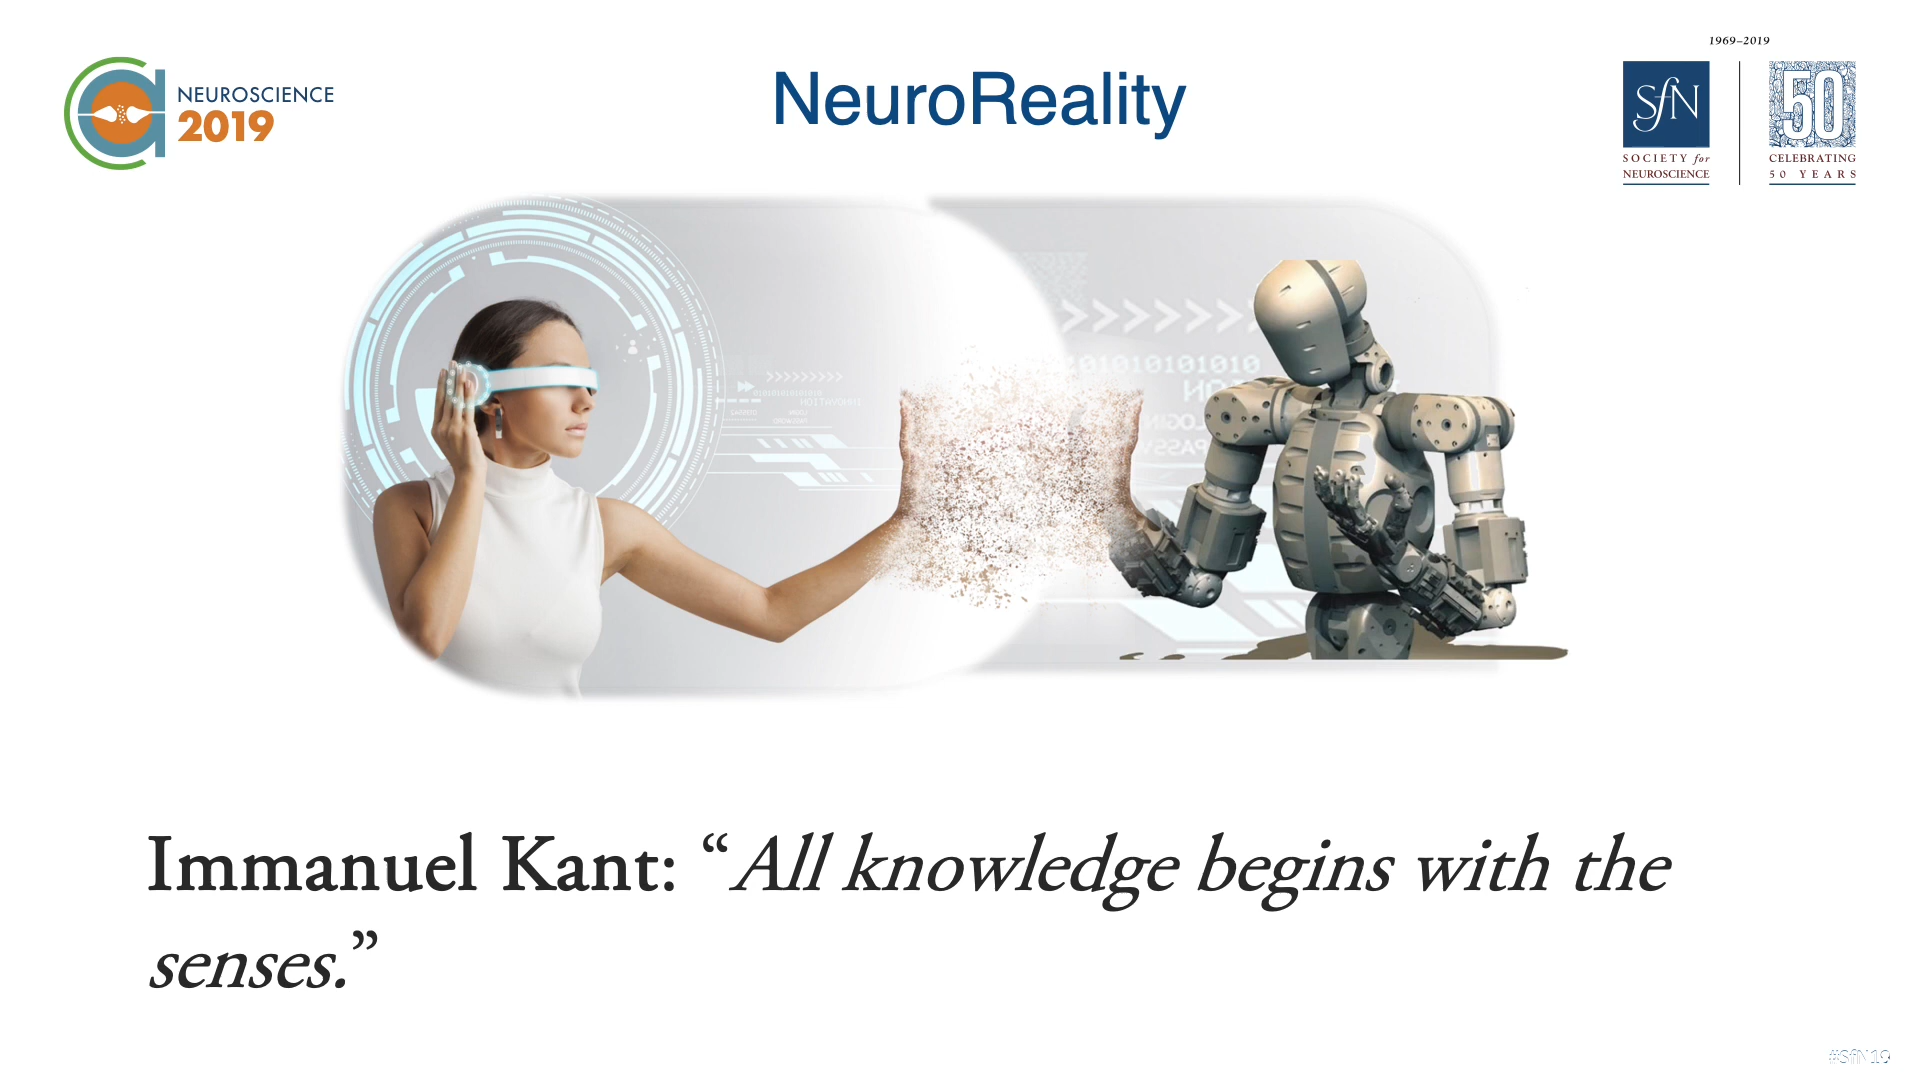 1969–2019
NEUROSCIENCE
2019
NeuroReality
SfN
SOCIETY for
NEUROSCIENCE
50
CELEBRATING
50 YEARS
Immanuel Kant: “All knowledge begins with the
senses.”
#SfN19